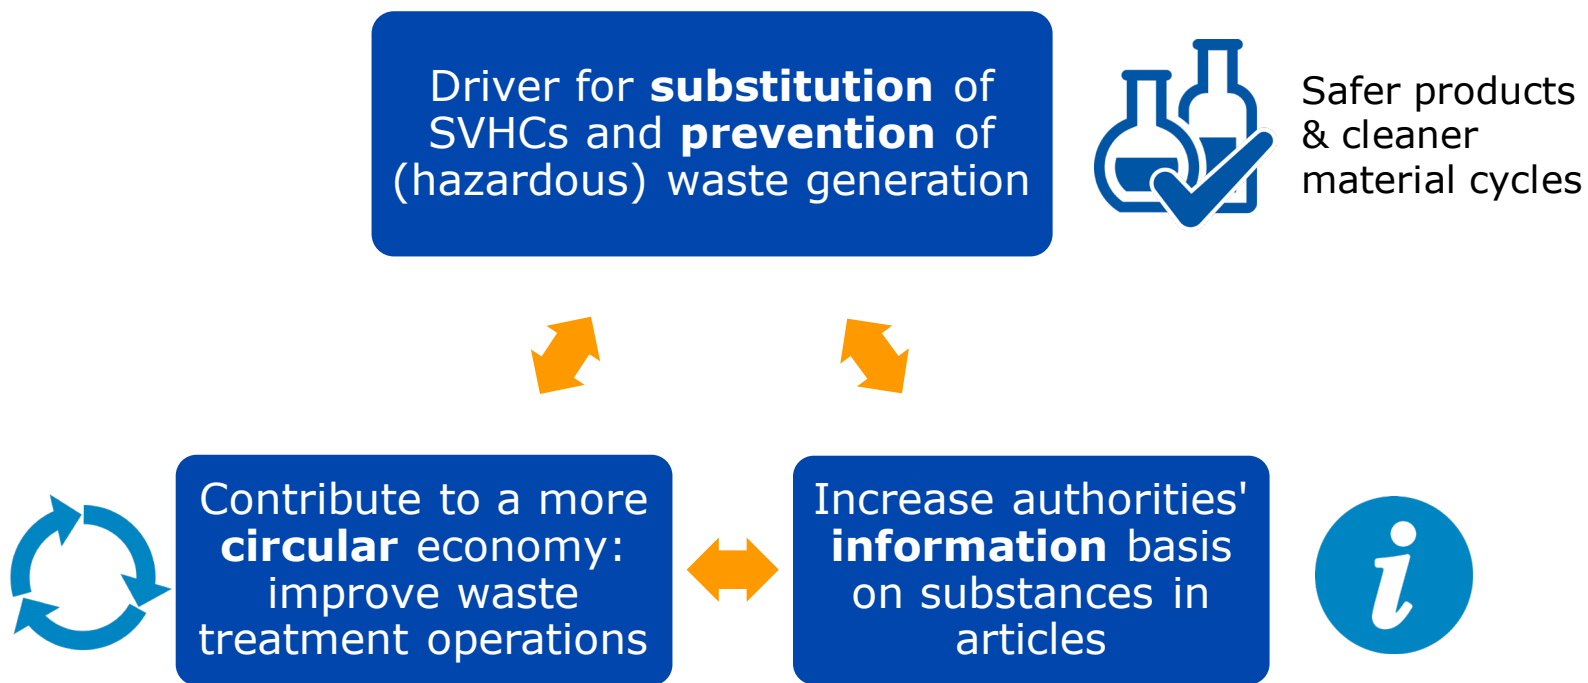 Driver for substitution of
SVHCs and prevention of
(hazardous) waste generation
Safer products
& cleaner
material cycles
Contribute to a more
circular economy:
improve waste
treatment operations
Increase authorities'
information basis
on substances in
articles
i